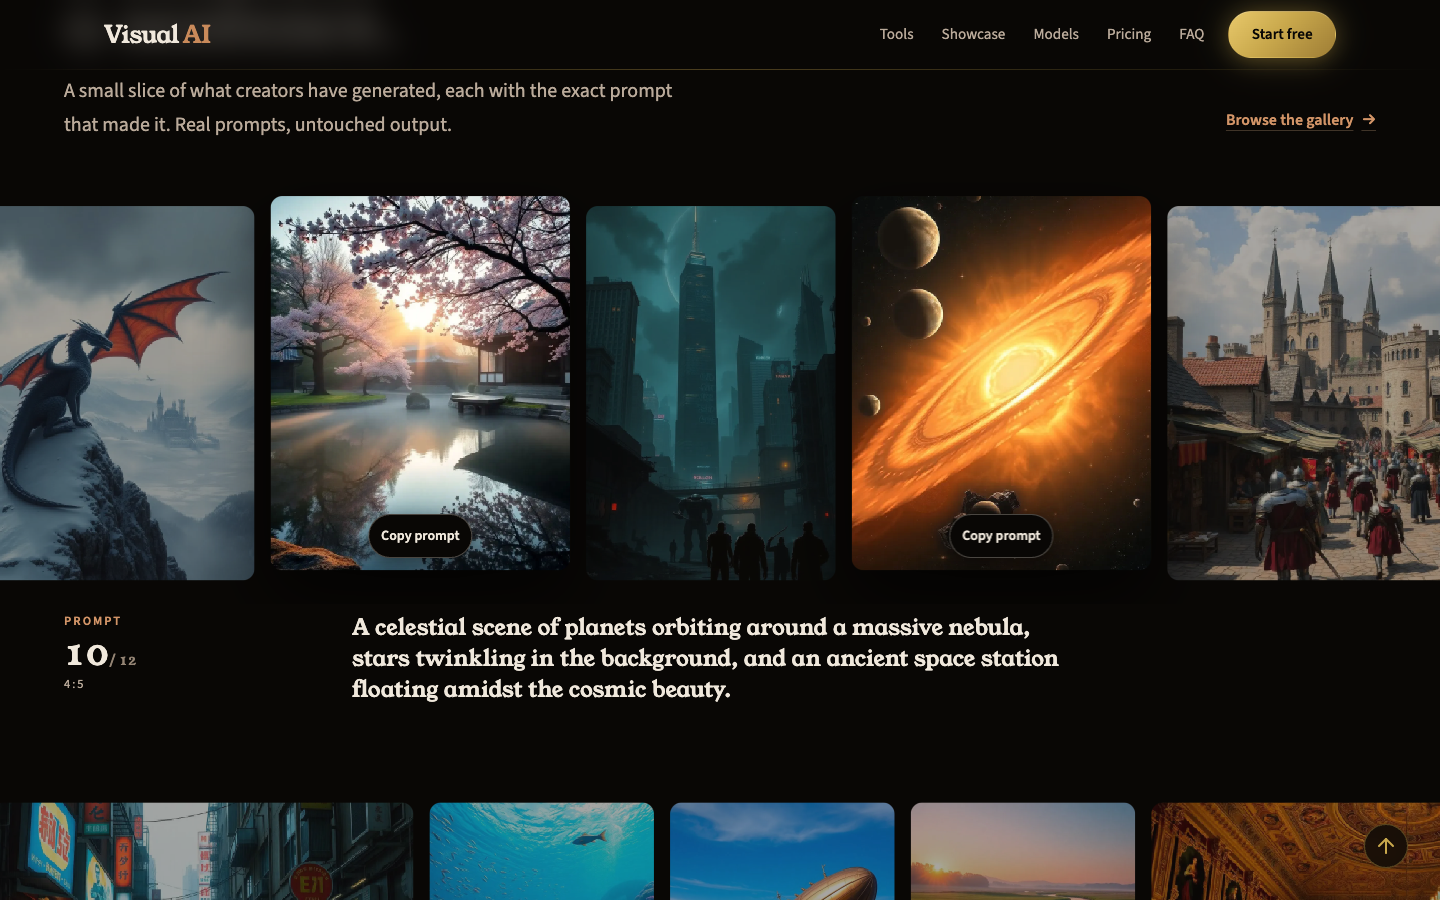 Visual AI
Tools
Showcase
Models
Pricing
FAQ
Start free
A small slice of what creators have generated, each with the exact prompt
that made it. Real prompts, untouched output.
Browse the gallery →
Copy prompt
Copy prompt
PROMPT
10/ 12
4:5
A celestial scene of planets orbiting around a massive nebula,
stars twinkling in the background, and an ancient space station
floating amidst the cosmic beauty.